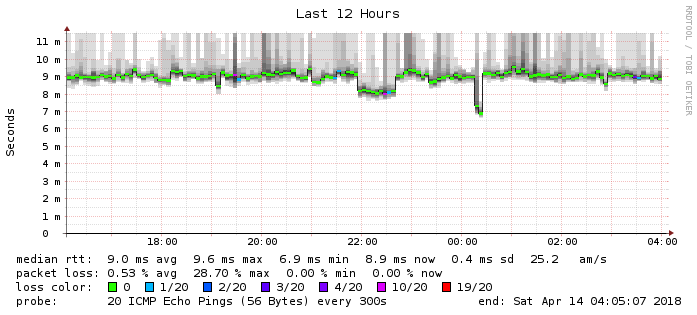 Last 12 Hours
RRDTOOL / TOBI OETIKER
Seconds
11 m
10 m
9 m
8 m
7 m
6 m
5 m
4 m
3 m
2 m
1 m
0
18:00 20:00 22:00 00:00 02:00 04:00
median rtt: 9.0 ms avg 9.6 ms max 6.9 ms min 8.9 ms now 0.4 ms sd 25.2 am/s
packet loss: 0.53 % avg 28.70 % max 0.00 % min 0.00 % now
loss color: 0 1/20 2/20 3/20 4/20 10/20 19/20
probe: 20 ICMP Echo Pings (56 Bytes) every 300s end: Sat Apr 14 04:05:07 2018